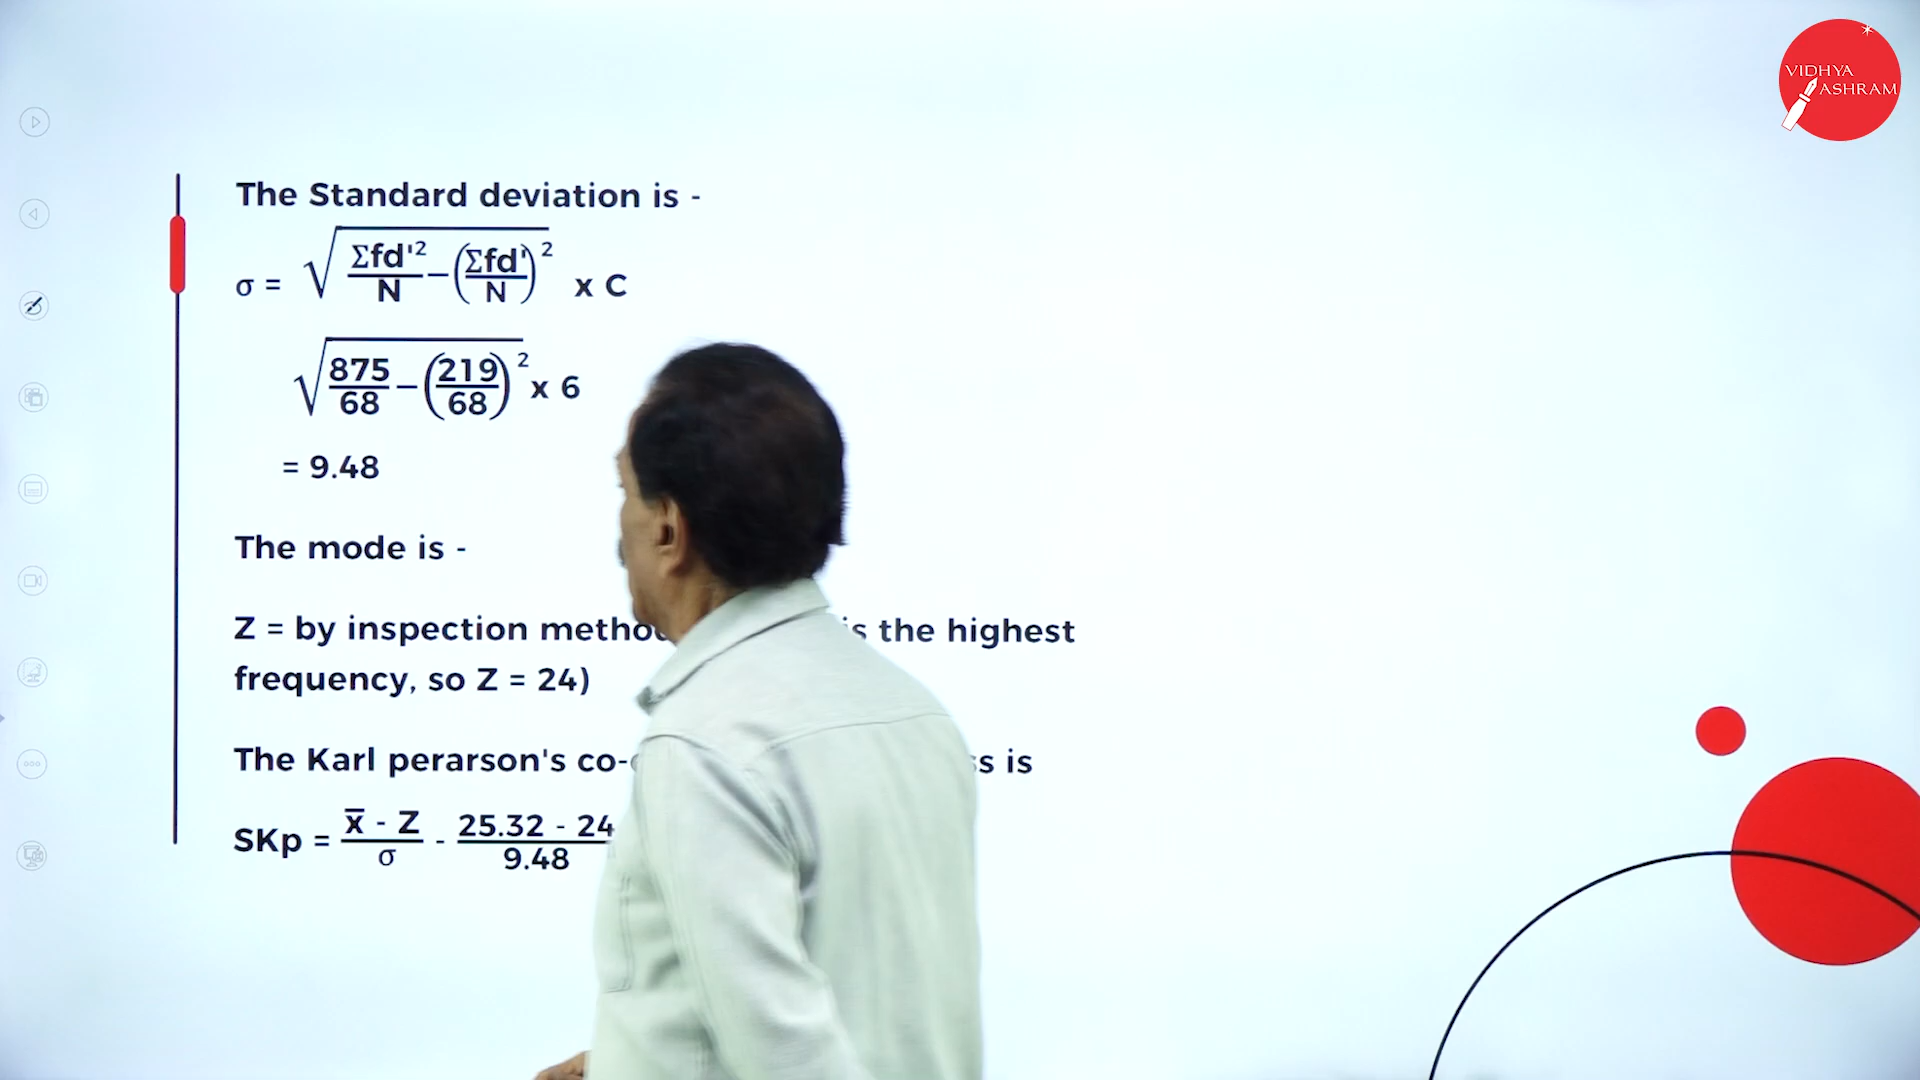 VIDHYA
ASHRAM
The Standard deviation is -
σ = √ Σfd'² / N – (Σfd' / N)² x C
√ 875 / 68 – (219 / 68)² x 6
= 9.48
The mode is -
Z = by inspection is the highest
frequency, so Z = 24)
The Karl perarson's is
SKp = x̅ - Z / σ - 25.32 - 24 / 9.48